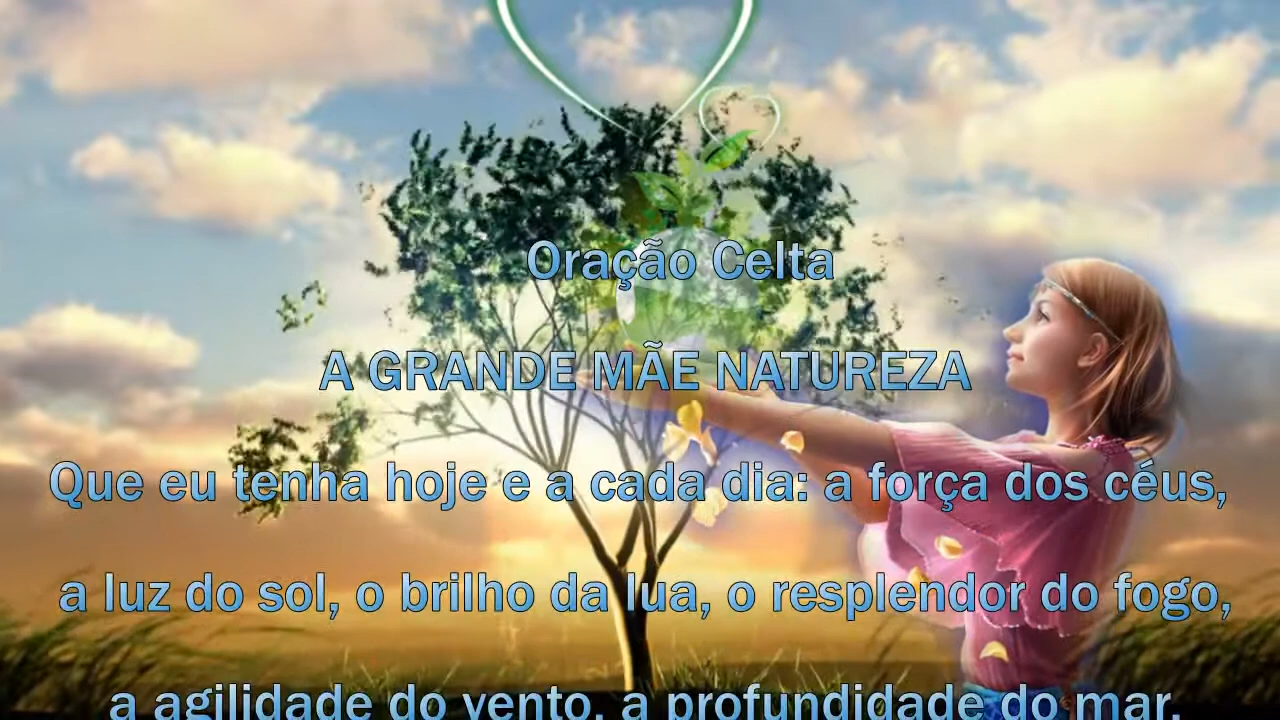 Oração Celta
A GRANDE MÃE NATUREZA
Que eu tenha hoje e a cada dia: a força dos céus,
a luz do sol, o brilho da lua, o resplendor do fogo,
a agilidade do vento, a profundidade do mar,